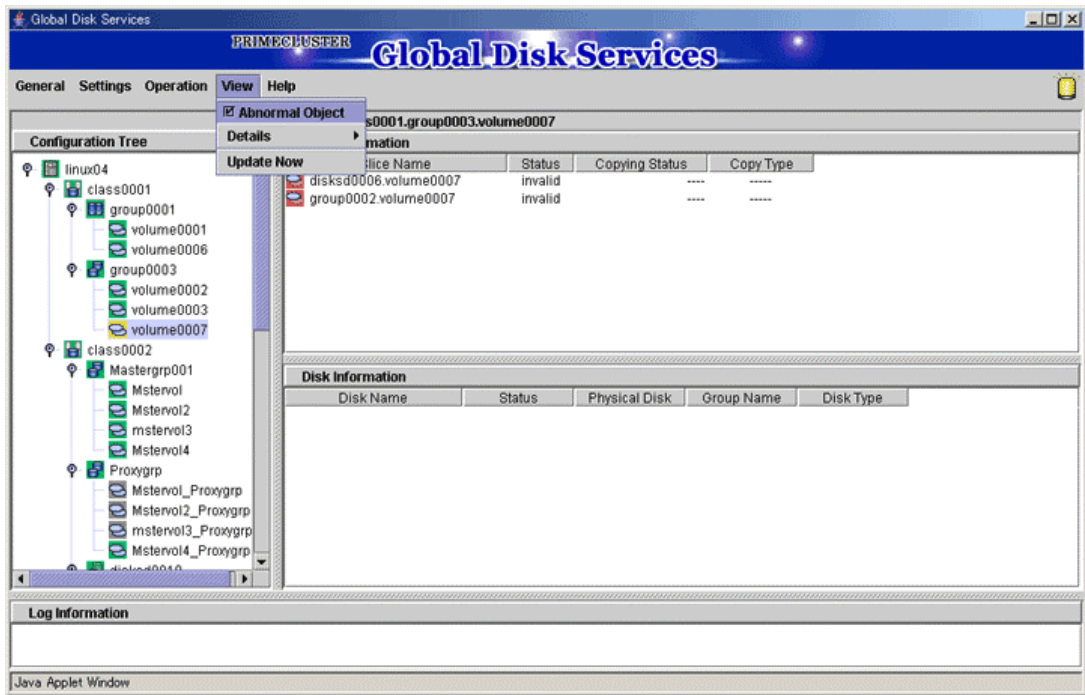 Global Disk Services
PRIMECLUSTER
Global Disk Services
General Settings Operation View Help
Abnormal Object
Details
Update Now
s0001.group0003.volume0007
Configuration Tree
mation
lice Name Status Copying Status Copy Type
disksd0006.volume0007 invalid ---- -----
group0002.volume0007 invalid ---- -----
linux04
class0001
group0001
volume0001
volume0006
group0003
volume0002
volume0003
volume0007
class0002
Mastergrp001
Mstervol
Mstervol2
mstervol3
Mstervol4
Proxygrp
Mstervol_Proxygrp
Mstervol2_Proxygrp
mstervol3_Proxygrp
Mstervol4_Proxygrp
disksd0010
Disk Information
Disk Name Status Physical Disk Group Name Disk Type
Log Information
Java Applet Window